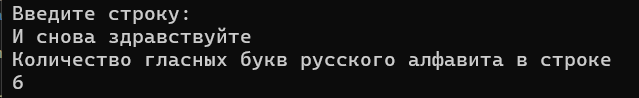 Введите строку:
И снова здравствуйте
Количество гласных букв русского алфавита в строке
6